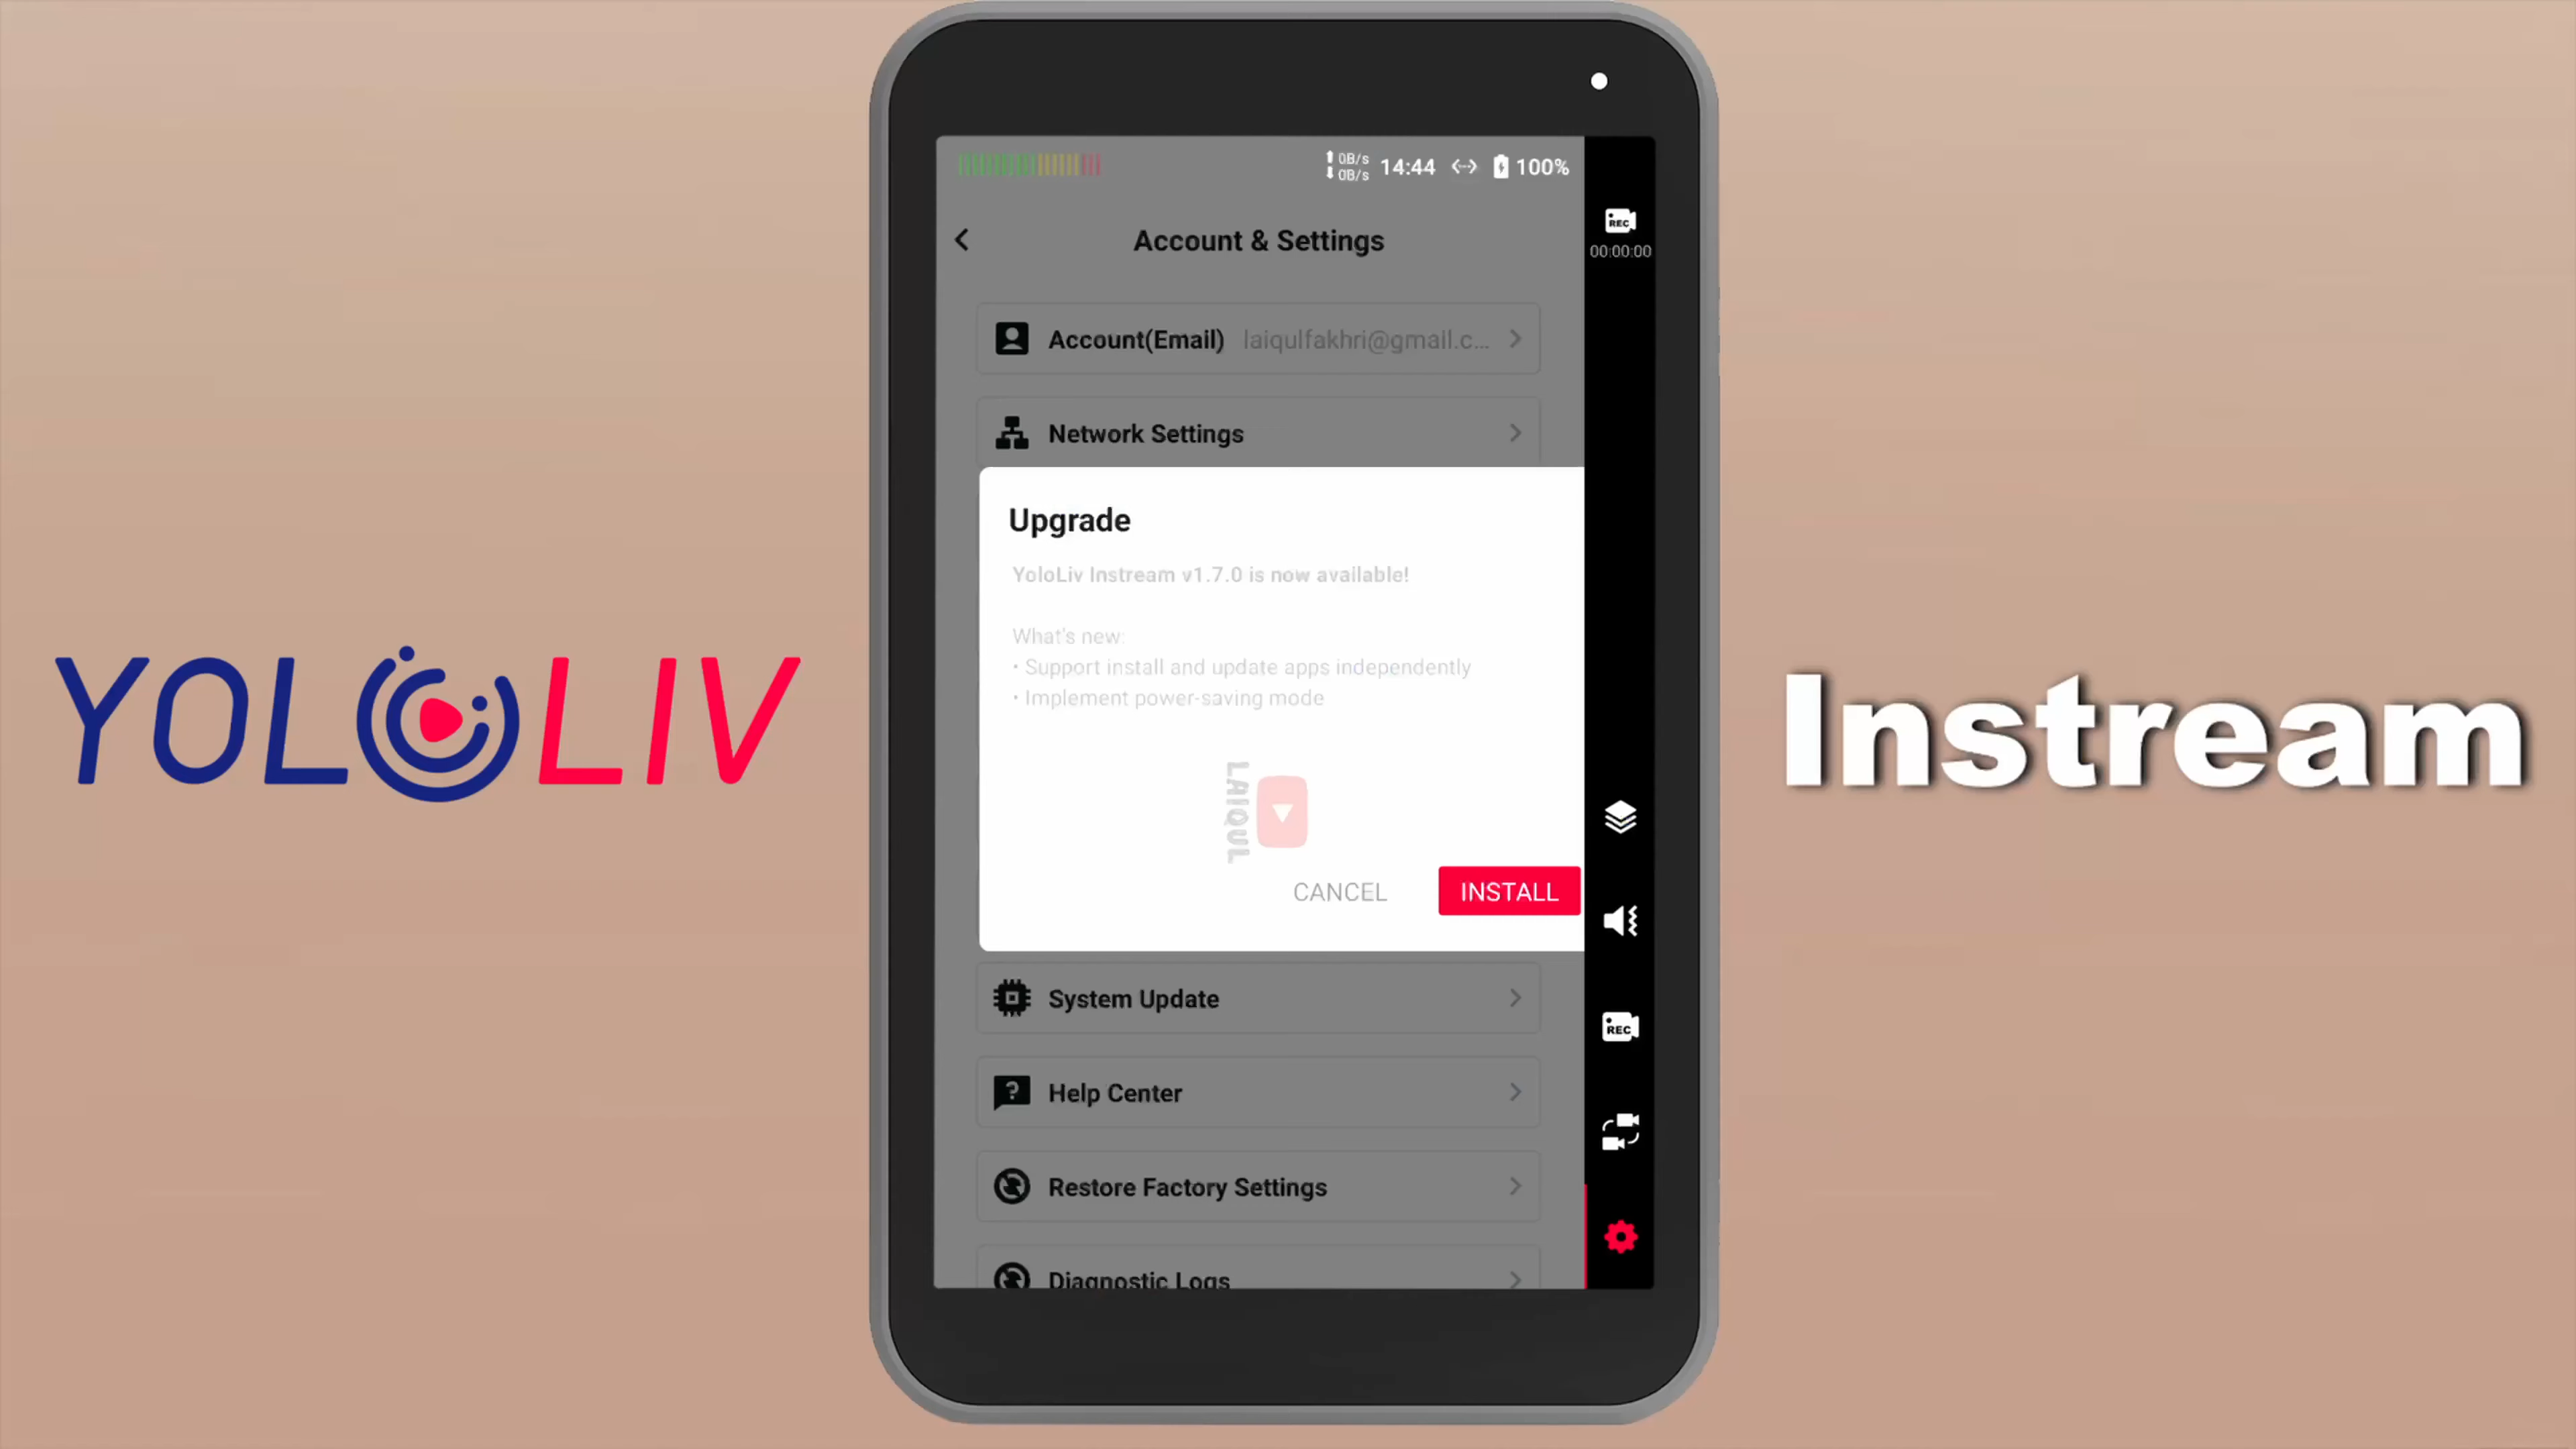 0B/s
0B/s
14:44
100%
REC
00:00:00
Account & Settings
Account(Email) laiqulfakhri@gmail.c...
Network Settings
Upgrade
YoloLiv Instream v1.7.0 is now available!
What's new:
• Support install and update apps independently
• Implement power-saving mode
YOLOLIV
Instream
LAIQUL
CANCEL
INSTALL
System Update
REC
Help Center
Restore Factory Settings
Diagnostic Logs